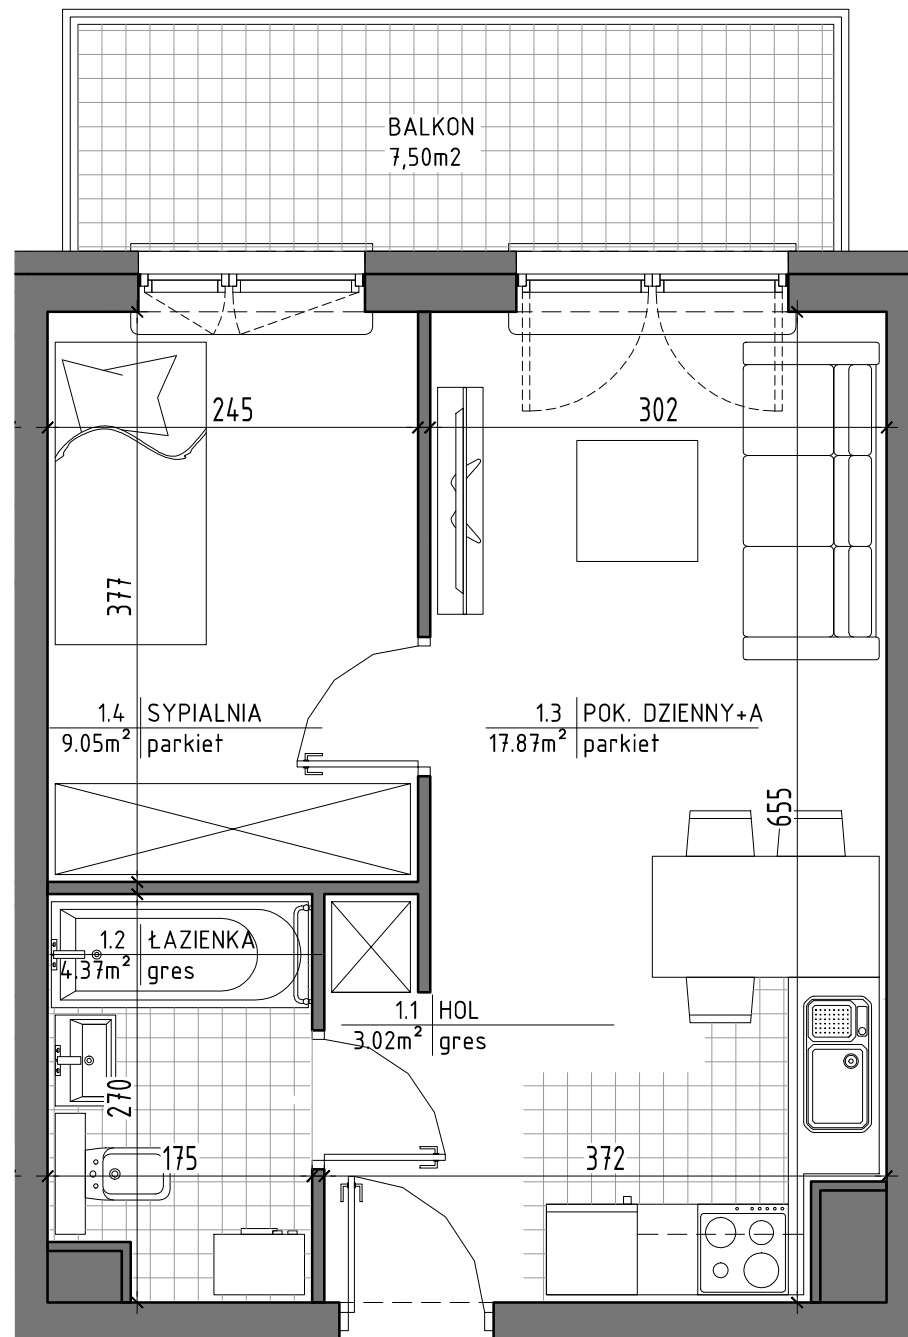 BALKON
7,50m2
245
302
377
1.4 SYPIALNIA
9.05m² parkiet
1.3 POK. DZIENNY+A
17.87m² parkiet
655
1.2 ŁAZIENKA
4.37m² gres
1.1 HOL
3.02m² gres
270
175
372